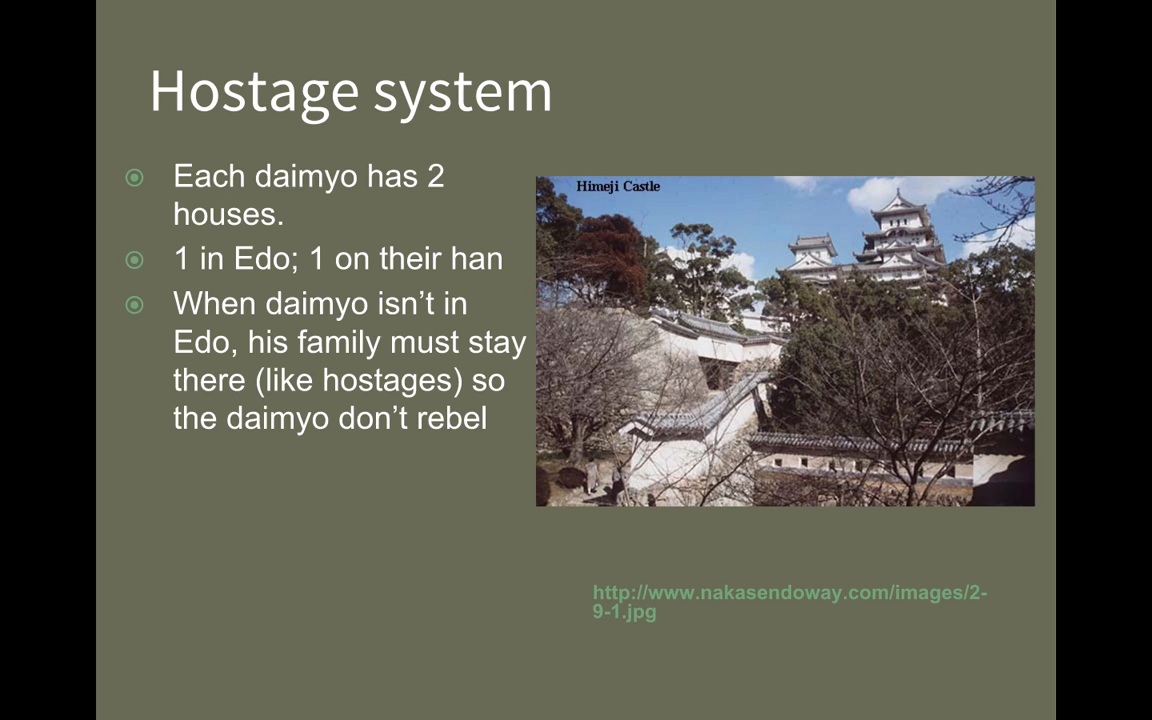 Hostage system
Each daimyo has 2
houses.
1 in Edo; 1 on their han
When daimyo isn’t in
Edo, his family must stay
there (like hostages) so
the daimyo don’t rebel
Himeji Castle
http://www.nakasendoway.com/images/2-
9-1.jpg